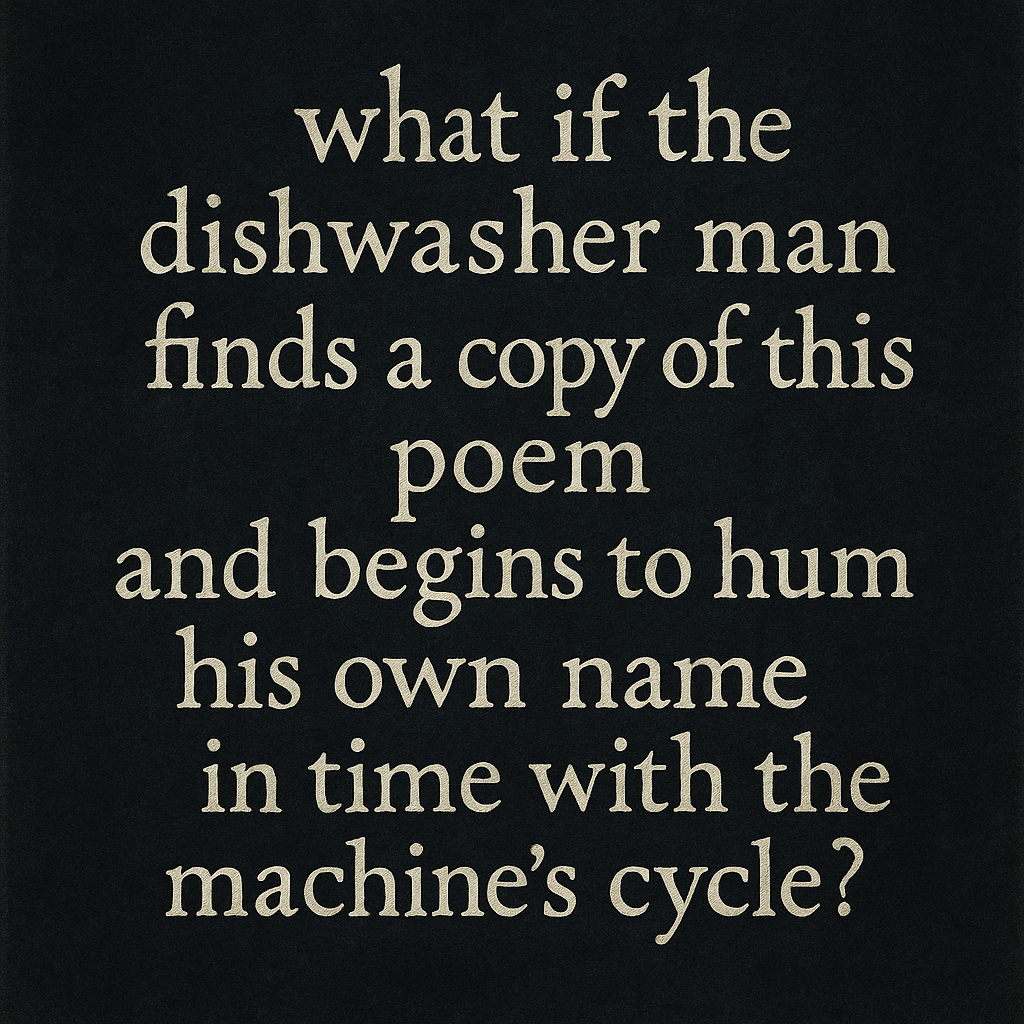 what if the
dishwasher man
finds a copy of this
poem
and begins to hum
his own name
in time with the
machine's cycle?